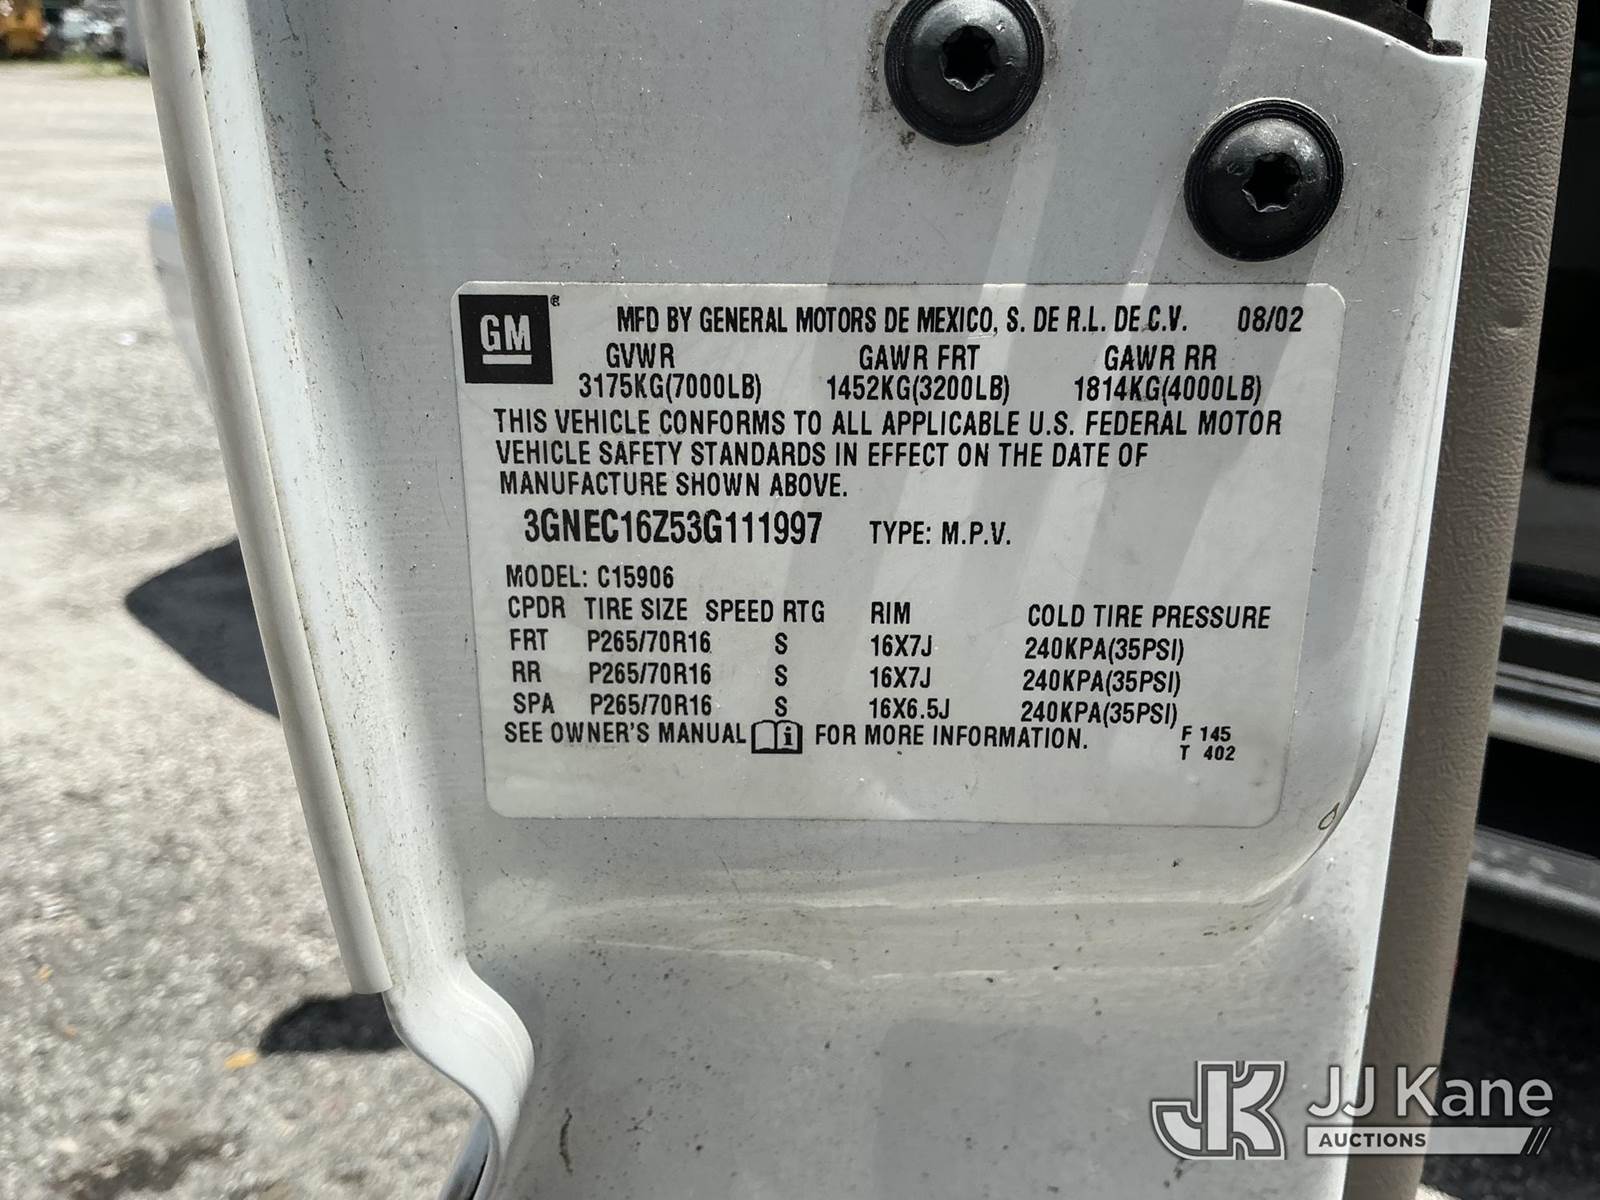 GM ® MFD BY GENERAL MOTORS DE MEXICO, S. DE R.L. DE C.V. 08/02
GVWR GAWR FRT GAWR RR
3175KG(7000LB) 1452KG(3200LB) 1814KG(4000LB)
THIS VEHICLE CONFORMS TO ALL APPLICABLE U.S. FEDERAL MOTOR
VEHICLE SAFETY STANDARDS IN EFFECT ON THE DATE OF
MANUFACTURE SHOWN ABOVE.
3GNEC16Z53G111997 TYPE: M.P.V.
MODEL: C15906
CPDR TIRE SIZE SPEED RTG RIM COLD TIRE PRESSURE
FRT P265/70R16 S 16X7J 240KPA(35PSI)
RR P265/70R16 S 16X7J 240KPA(35PSI)
SPA P265/70R16 S 16X6.5J 240KPA(35PSI)
SEE OWNER'S MANUAL i FOR MORE INFORMATION. F 145
T 402
JK JJ Kane
AUCTIONS